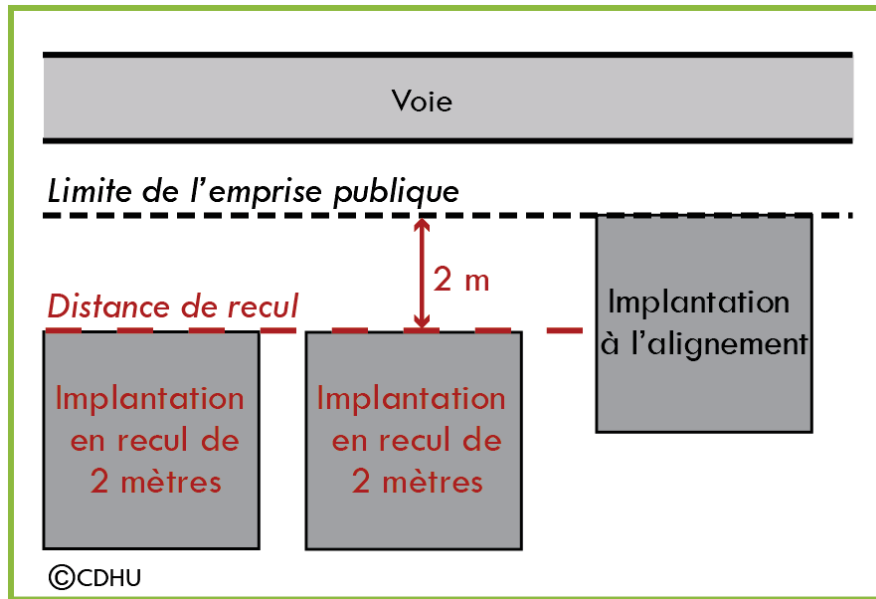 Voie
Limite de l'emprise publique
2 m
Distance de recul
Implantation
à l'alignement
Implantation
en recul de
2 mètres
Implantation
en recul de
2 mètres
©CDHU